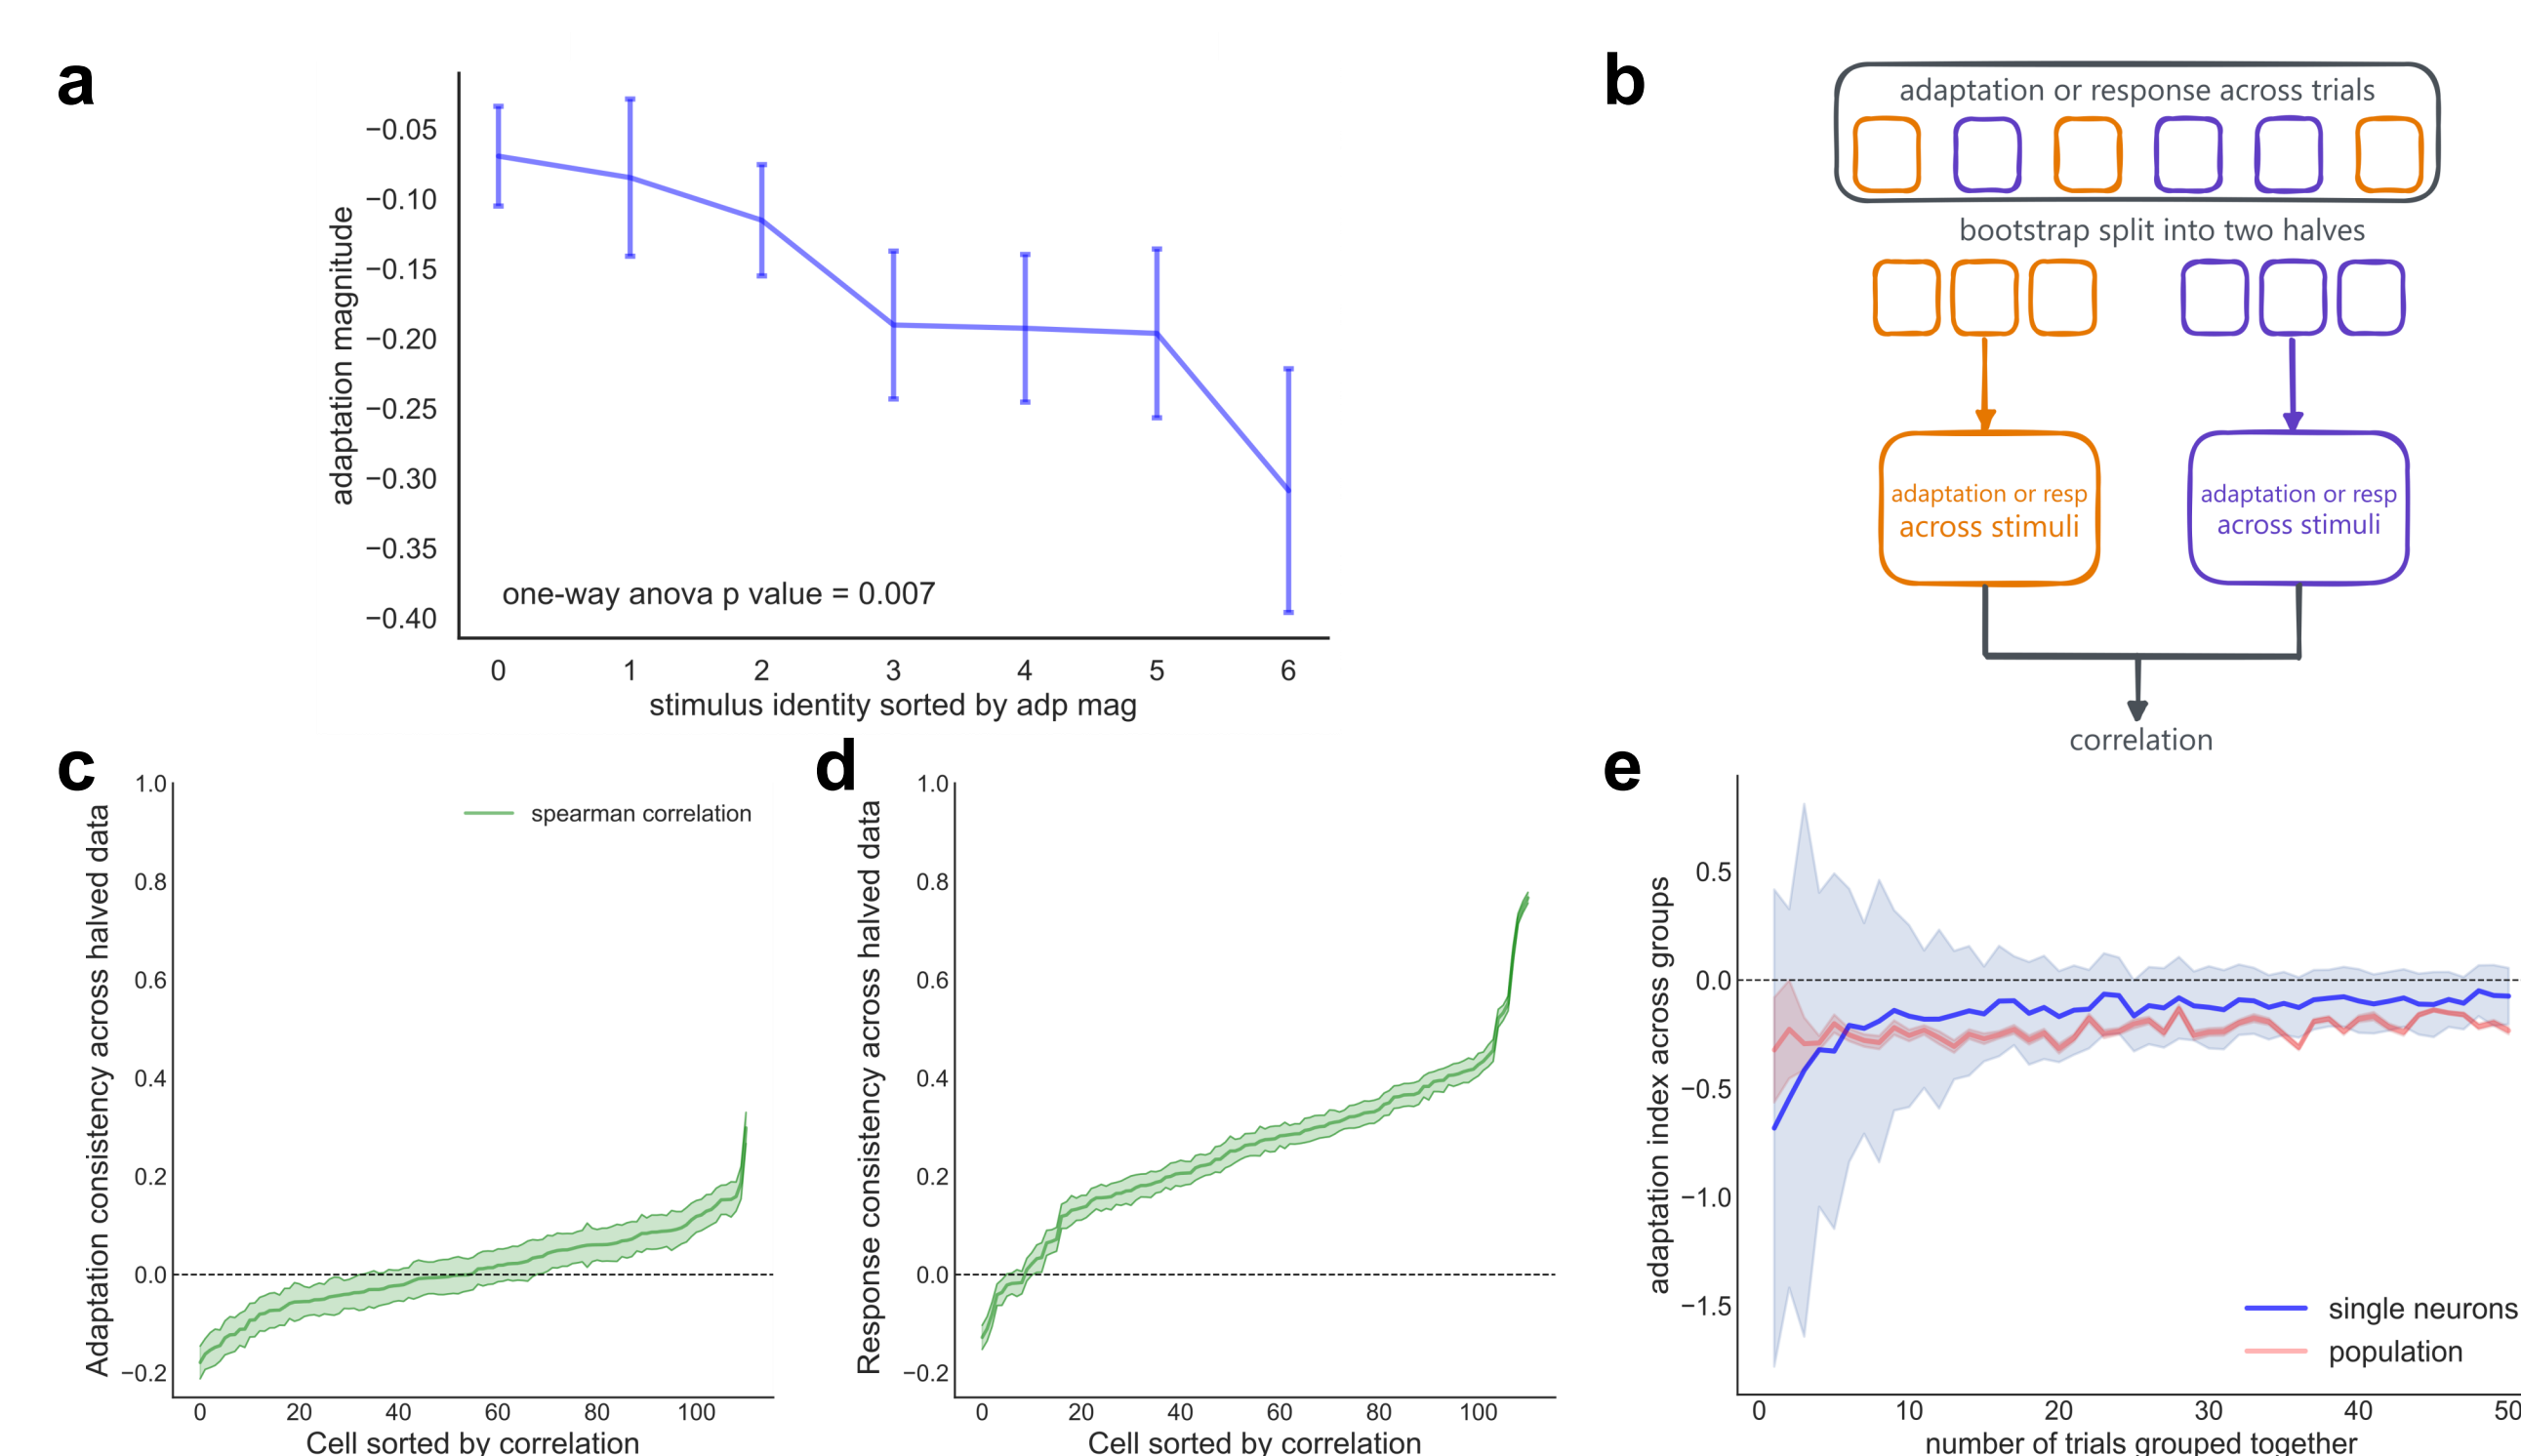 a
−0.05
−0.10
−0.15
−0.20
−0.25
−0.30
−0.35
−0.40
adaptation magnitude
one-way anova p value = 0.007
0 1 2 3 4 5 6
stimulus identity sorted by adp mag
b
adaptation or response across trials
bootstrap split into two halves
adaptation or resp
across stimuli
adaptation or resp
across stimuli
correlation
c
1.0
0.8
0.6
0.4
0.2
0.0
−0.2
Adaptation consistency across halved data
spearman correlation
0 20 40 60 80 100
Cell sorted by correlation
d
1.0
0.8
0.6
0.4
0.2
0.0
−0.2
Response consistency across halved data
0 20 40 60 80 100
Cell sorted by correlation
e
0.5
0.0
−0.5
−1.0
−1.5
adaptation index across groups
single neurons
population
0 10 20 30 40 50
number of trials grouped together